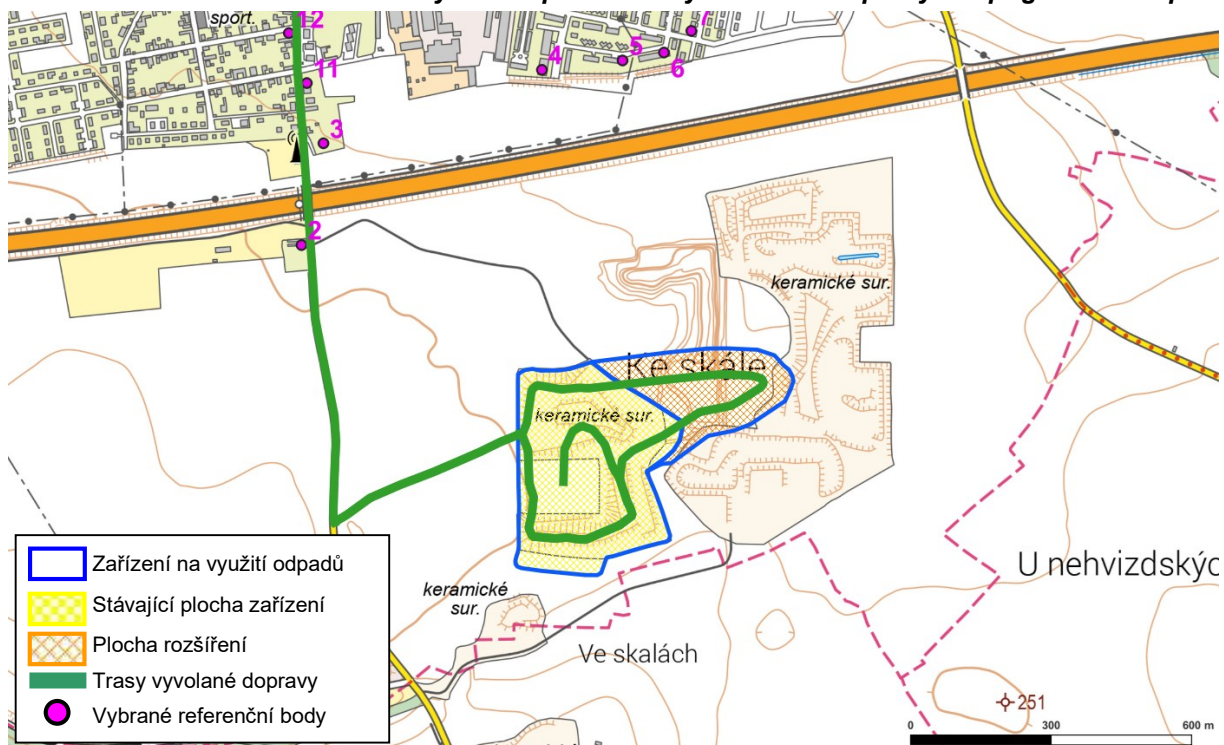 sport.
12
7
4
5
6
11
3
2
keramické sur.
Ke skále
keramické sur.
Zařízení na využití odpadů
Stávající plocha zařízení
Plocha rozšíření
Trasy vyvolané dopravy
Vybrané referenční body
keramické
sur.
U nehvizdskýc
Ve skalách
251
0 300 600 m